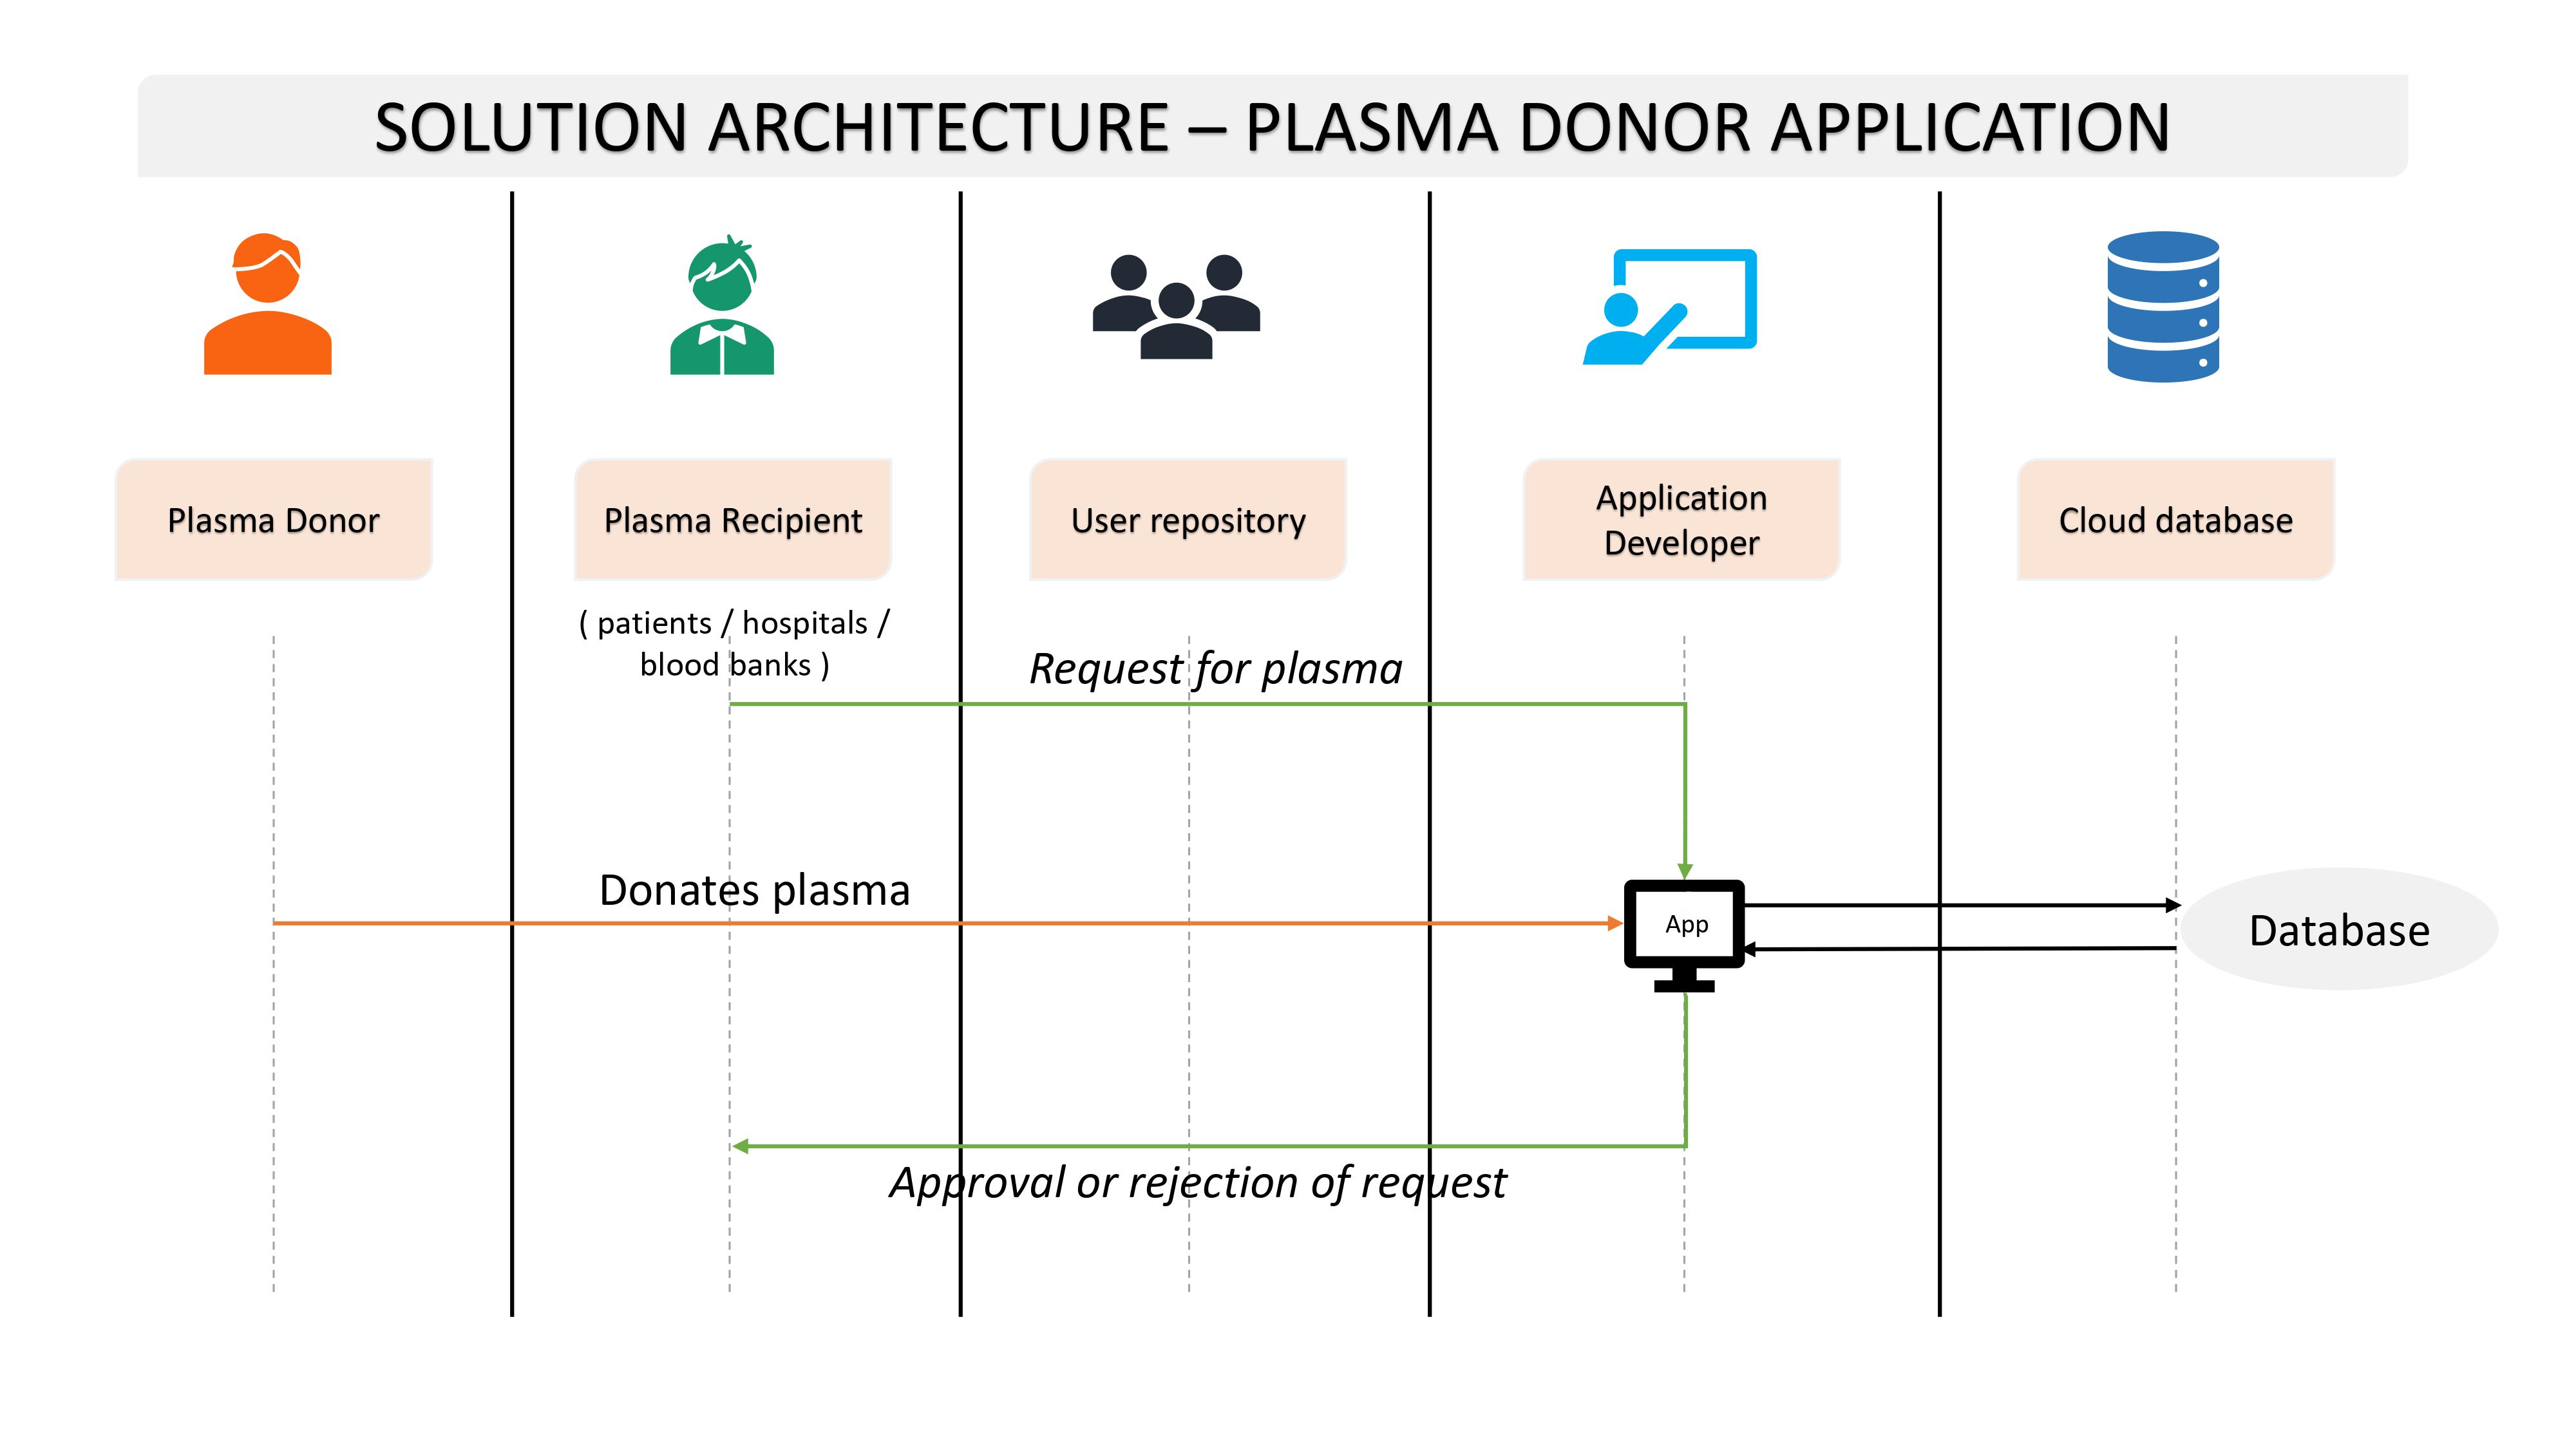 SOLUTION ARCHITECTURE – PLASMA DONOR APPLICATION
Plasma Donor
Plasma Recipient
User repository
Application
Developer
Cloud database
( patients / hospitals /
blood banks )
Request for plasma
Donates plasma
App
Database
Approval or rejection of request